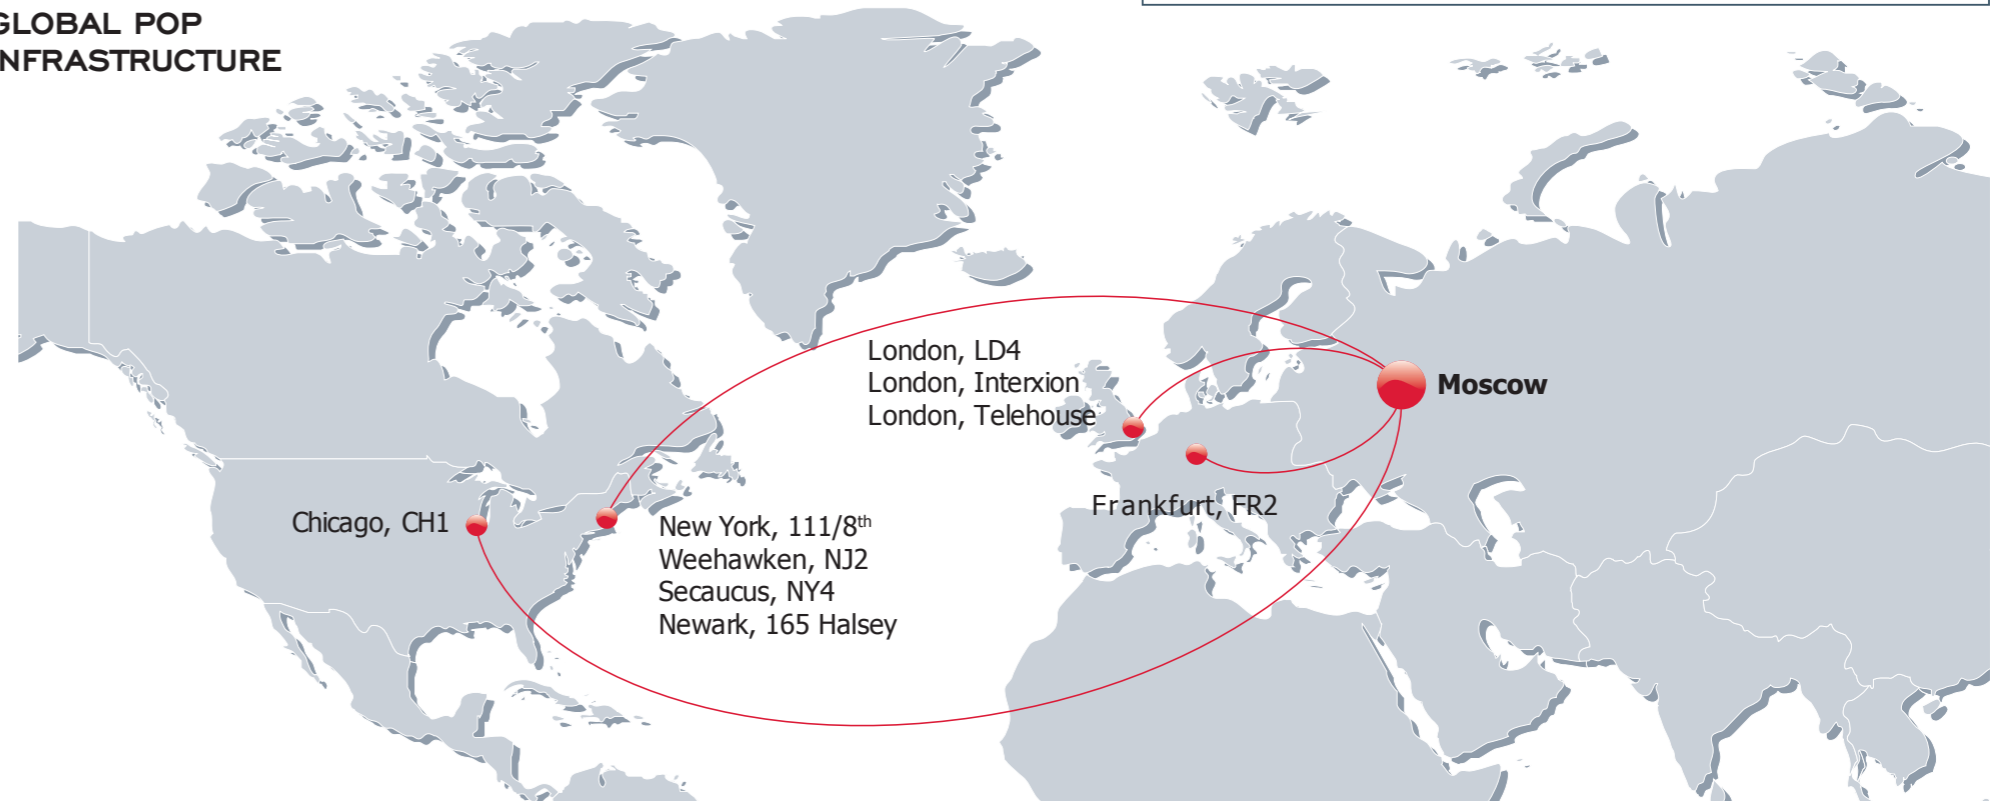 GLOBAL POP
INFRASTRUCTURE
London, LD4
London, Interxion
London, Telehouse
Moscow
Frankfurt, FR2
Chicago, CH1
New York, 111/8th
Weehawken, NJ2
Secaucus, NY4
Newark, 165 Halsey